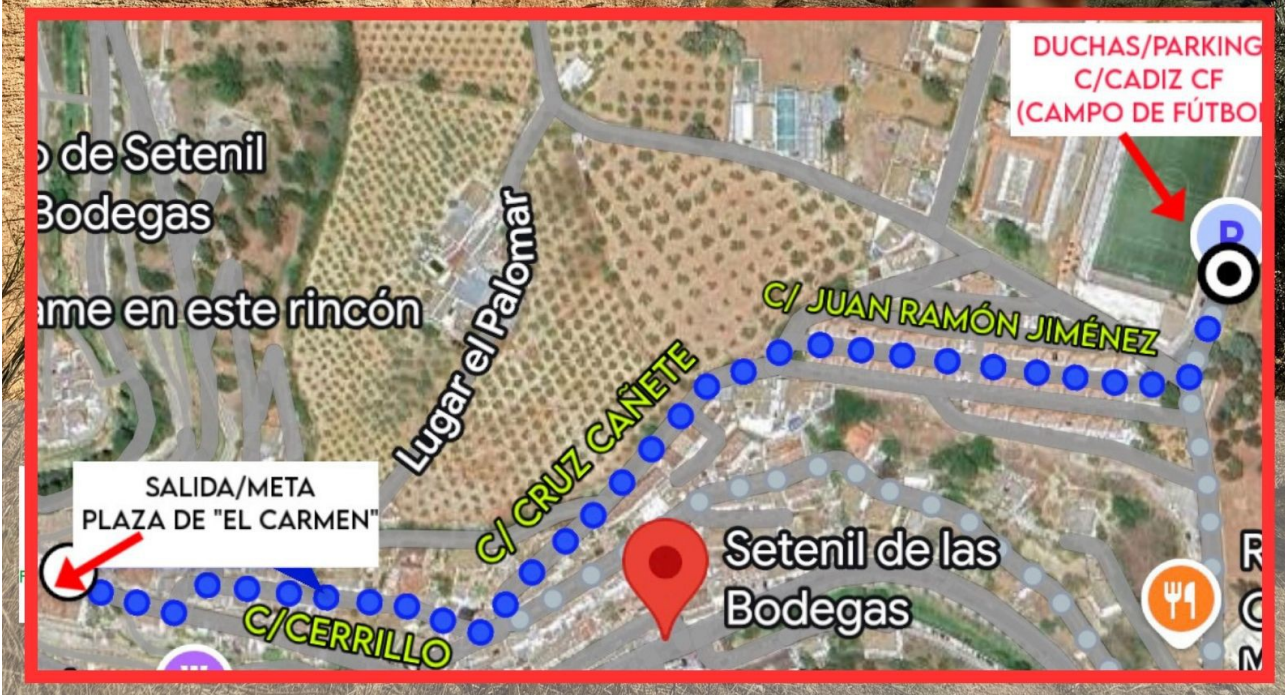 DUCHAS/PARKING
C/CADIZ CF
(CAMPO DE FÚTBO
de Setenil
Bodegas
ame en este rincón
Lugar el Palomar
P
C/ JUAN RAMÓN JIMÉNEZ
C/ CRUZ CAÑETE
SALIDA/META
PLAZA DE "EL CARMEN"
C/CERRILLO
Setenil de las
Bodegas
R